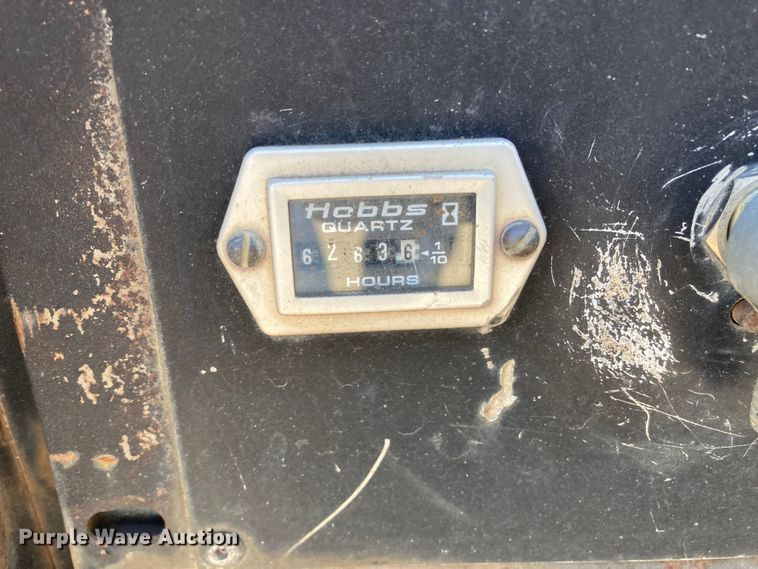 Hobbs
QUARTZ
6 2 6 3 6 ◄ 1/10
HOURS
Purple Wave Auction